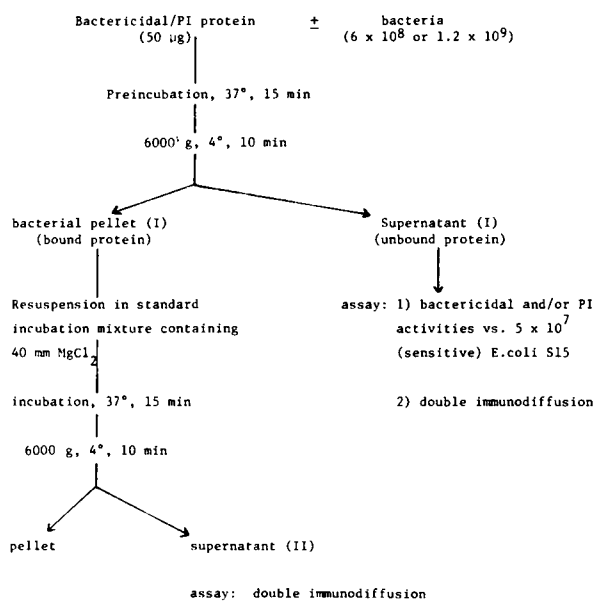 Bactericidal/PI protein ± bacteria
(50 µg) (6 x 10⁸ or 1.2 x 10⁹)
Preincubation, 37°, 15 min
6000 g, 4°, 10 min
bacterial pellet (I)
(bound protein)
Supernatant (I)
(unbound protein)
Resuspension in standard
incubation mixture containing
40 mm MgCl₂
assay: 1) bactericidal and/or PI
activities vs. 5 x 10⁷
(sensitive) E.coli S15
2) double immunodiffusion
incubation, 37°, 15 min
6000 g, 4°, 10 min
pellet
supernatant (II)
assay: double immunodiffusion